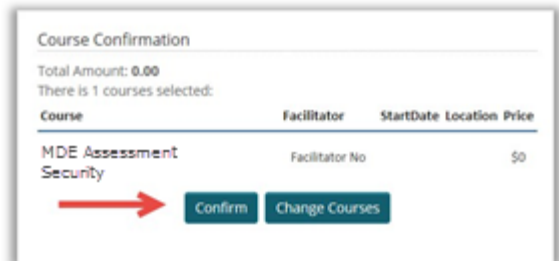 Course Confirmation
Total Amount: 0.00
There is 1 courses selected:
Course Facilitator StartDate Location Price
MDE Assessment Facilitator No $0
Security
Confirm Change Courses